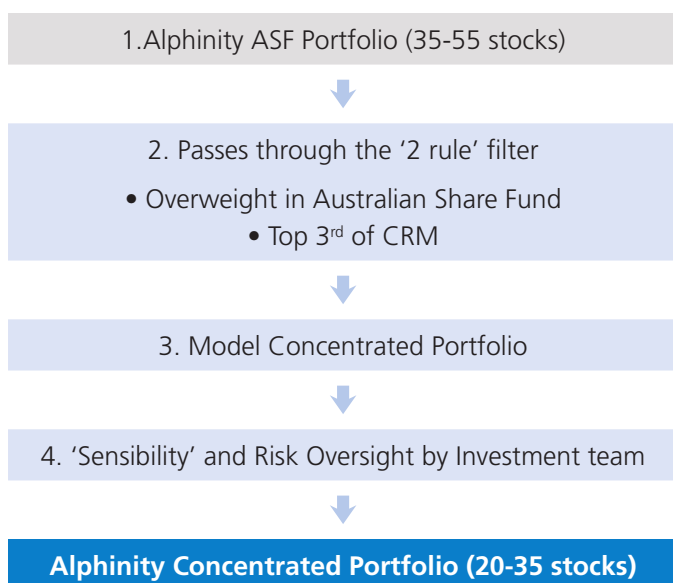 1.Alphinity ASF Portfolio (35-55 stocks)
2. Passes through the ‘2 rule’ filter
• Overweight in Australian Share Fund
• Top 3rd of CRM
3. Model Concentrated Portfolio
4. ‘Sensibility’ and Risk Oversight by Investment team
Alphinity Concentrated Portfolio (20-35 stocks)